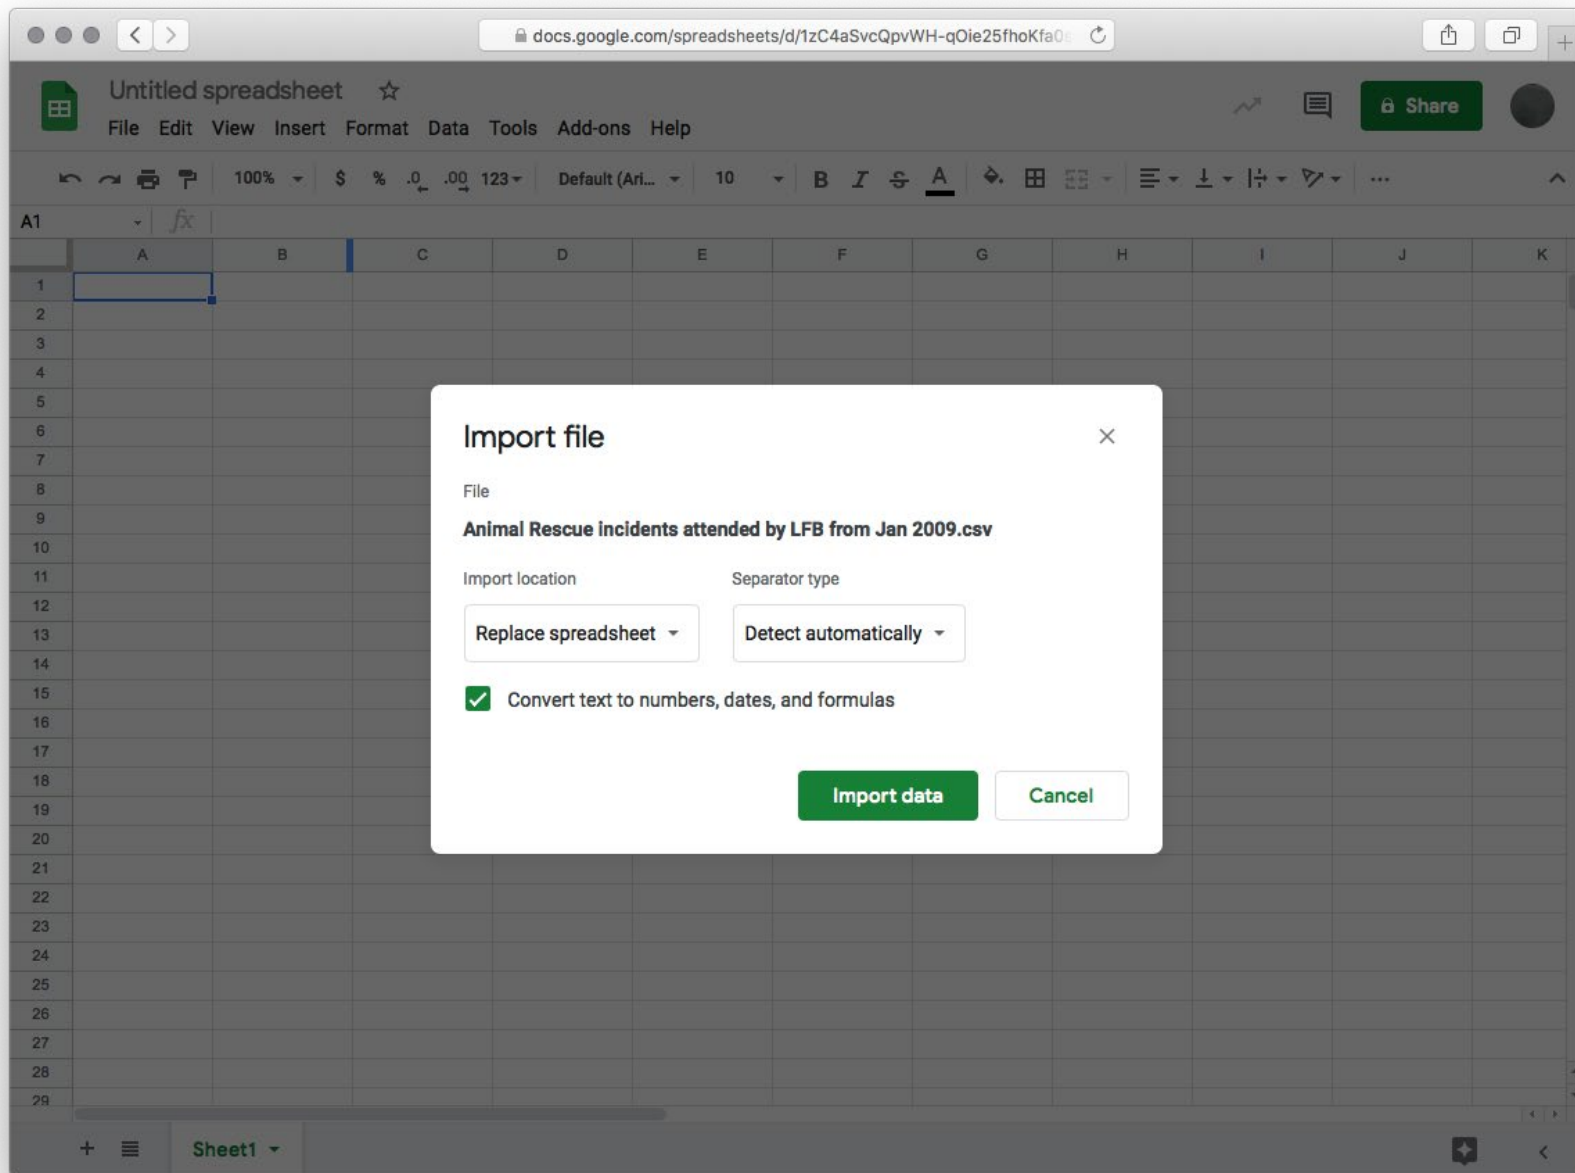 docs.google.com/spreadsheets/d/1zC4aSvcQpvWH-qOie25fhoKfa0
Untitled spreadsheet
Share
File Edit View Insert Format Data Tools Add-ons Help
100% $ % .0 .00 123 Default (Ari... 10 B I S A ...
A1 fx
A B C D E F G H I J K
1
2
3
4
5
6
7
8
9
10
11
12
13
14
15
16
17
18
19
20
21
22
23
24
25
26
27
28
29
Import file
File
Animal Rescue incidents attended by LFB from Jan 2009.csv
Import location Separator type
Replace spreadsheet Detect automatically
Convert text to numbers, dates, and formulas
Import data Cancel
Sheet1